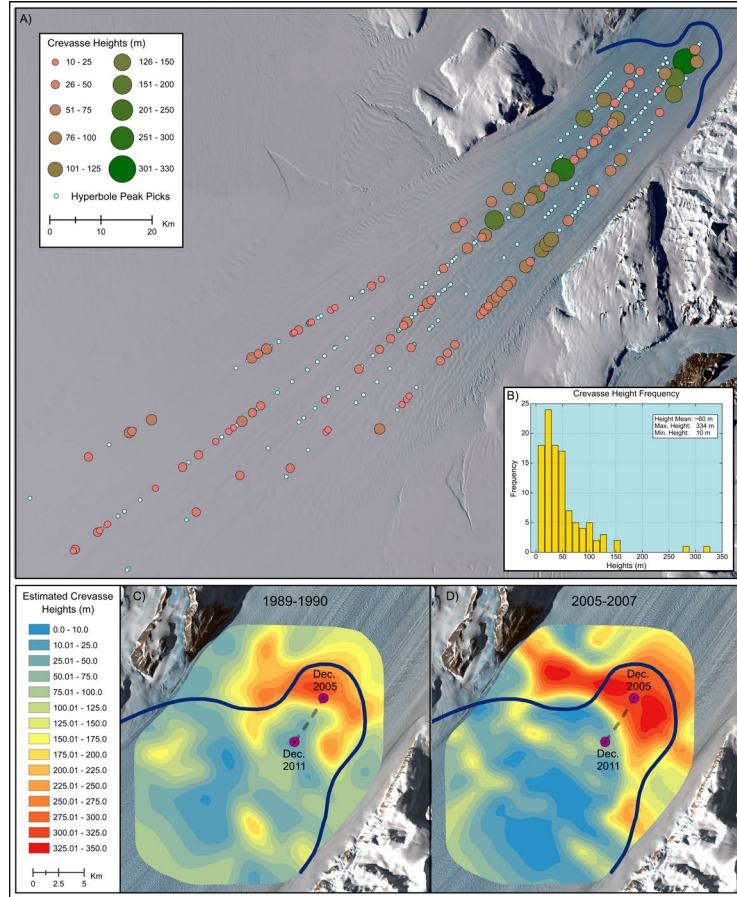 A)
Crevasse Heights (m)
10 - 25
26 - 50
51 - 75
76 - 100
101 - 125
126 - 150
151 - 200
201 - 250
251 - 300
301 - 330
Hyperbole Peak Picks
Km
0 10 20
B)
Crevasse Height Frequency
Height Mean: ~60 m
Max. Height: 334 m
Min. Height: 10 m
Frequency
25
20
15
10
5
0
0 50 100 150 200 250 300 350
Heights (m)
Estimated Crevasse
Heights (m)
0.0 - 10.0
10.01 - 25.0
25.01 - 50.0
50.01 - 75.0
75.01 - 100.0
100.01 - 125.0
125.01 - 150.0
150.01 - 175.0
175.01 - 200.0
200.01 - 225.0
225.01 - 250.0
250.01 - 275.0
275.01 - 300.0
300.01 - 325.0
325.01 - 350.0
0 2.5 5
Km
C)
1989-1990
Dec.
2005
Dec.
2011
D)
2005-2007
Dec.
2005
Dec.
2011